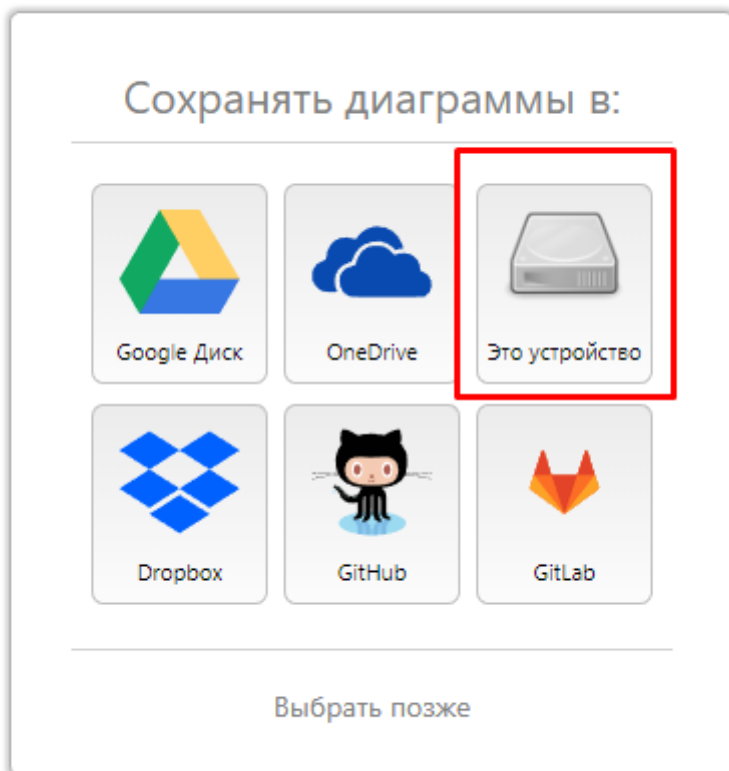 Сохранять диаграммы в:
Google Диск
OneDrive
Это устройство
Dropbox
GitHub
GitLab
Выбрать позже